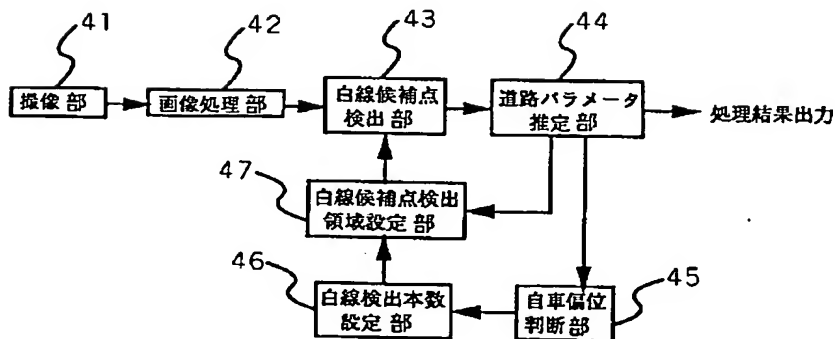 41
42
43
44
撮像部
画像処理部
白線候補点
検出部
道路パラメータ
推定部
処理結果出力
47
白線候補点検出
領域設定部
46
白線検出本数
設定部
自車偏位
判断部
45